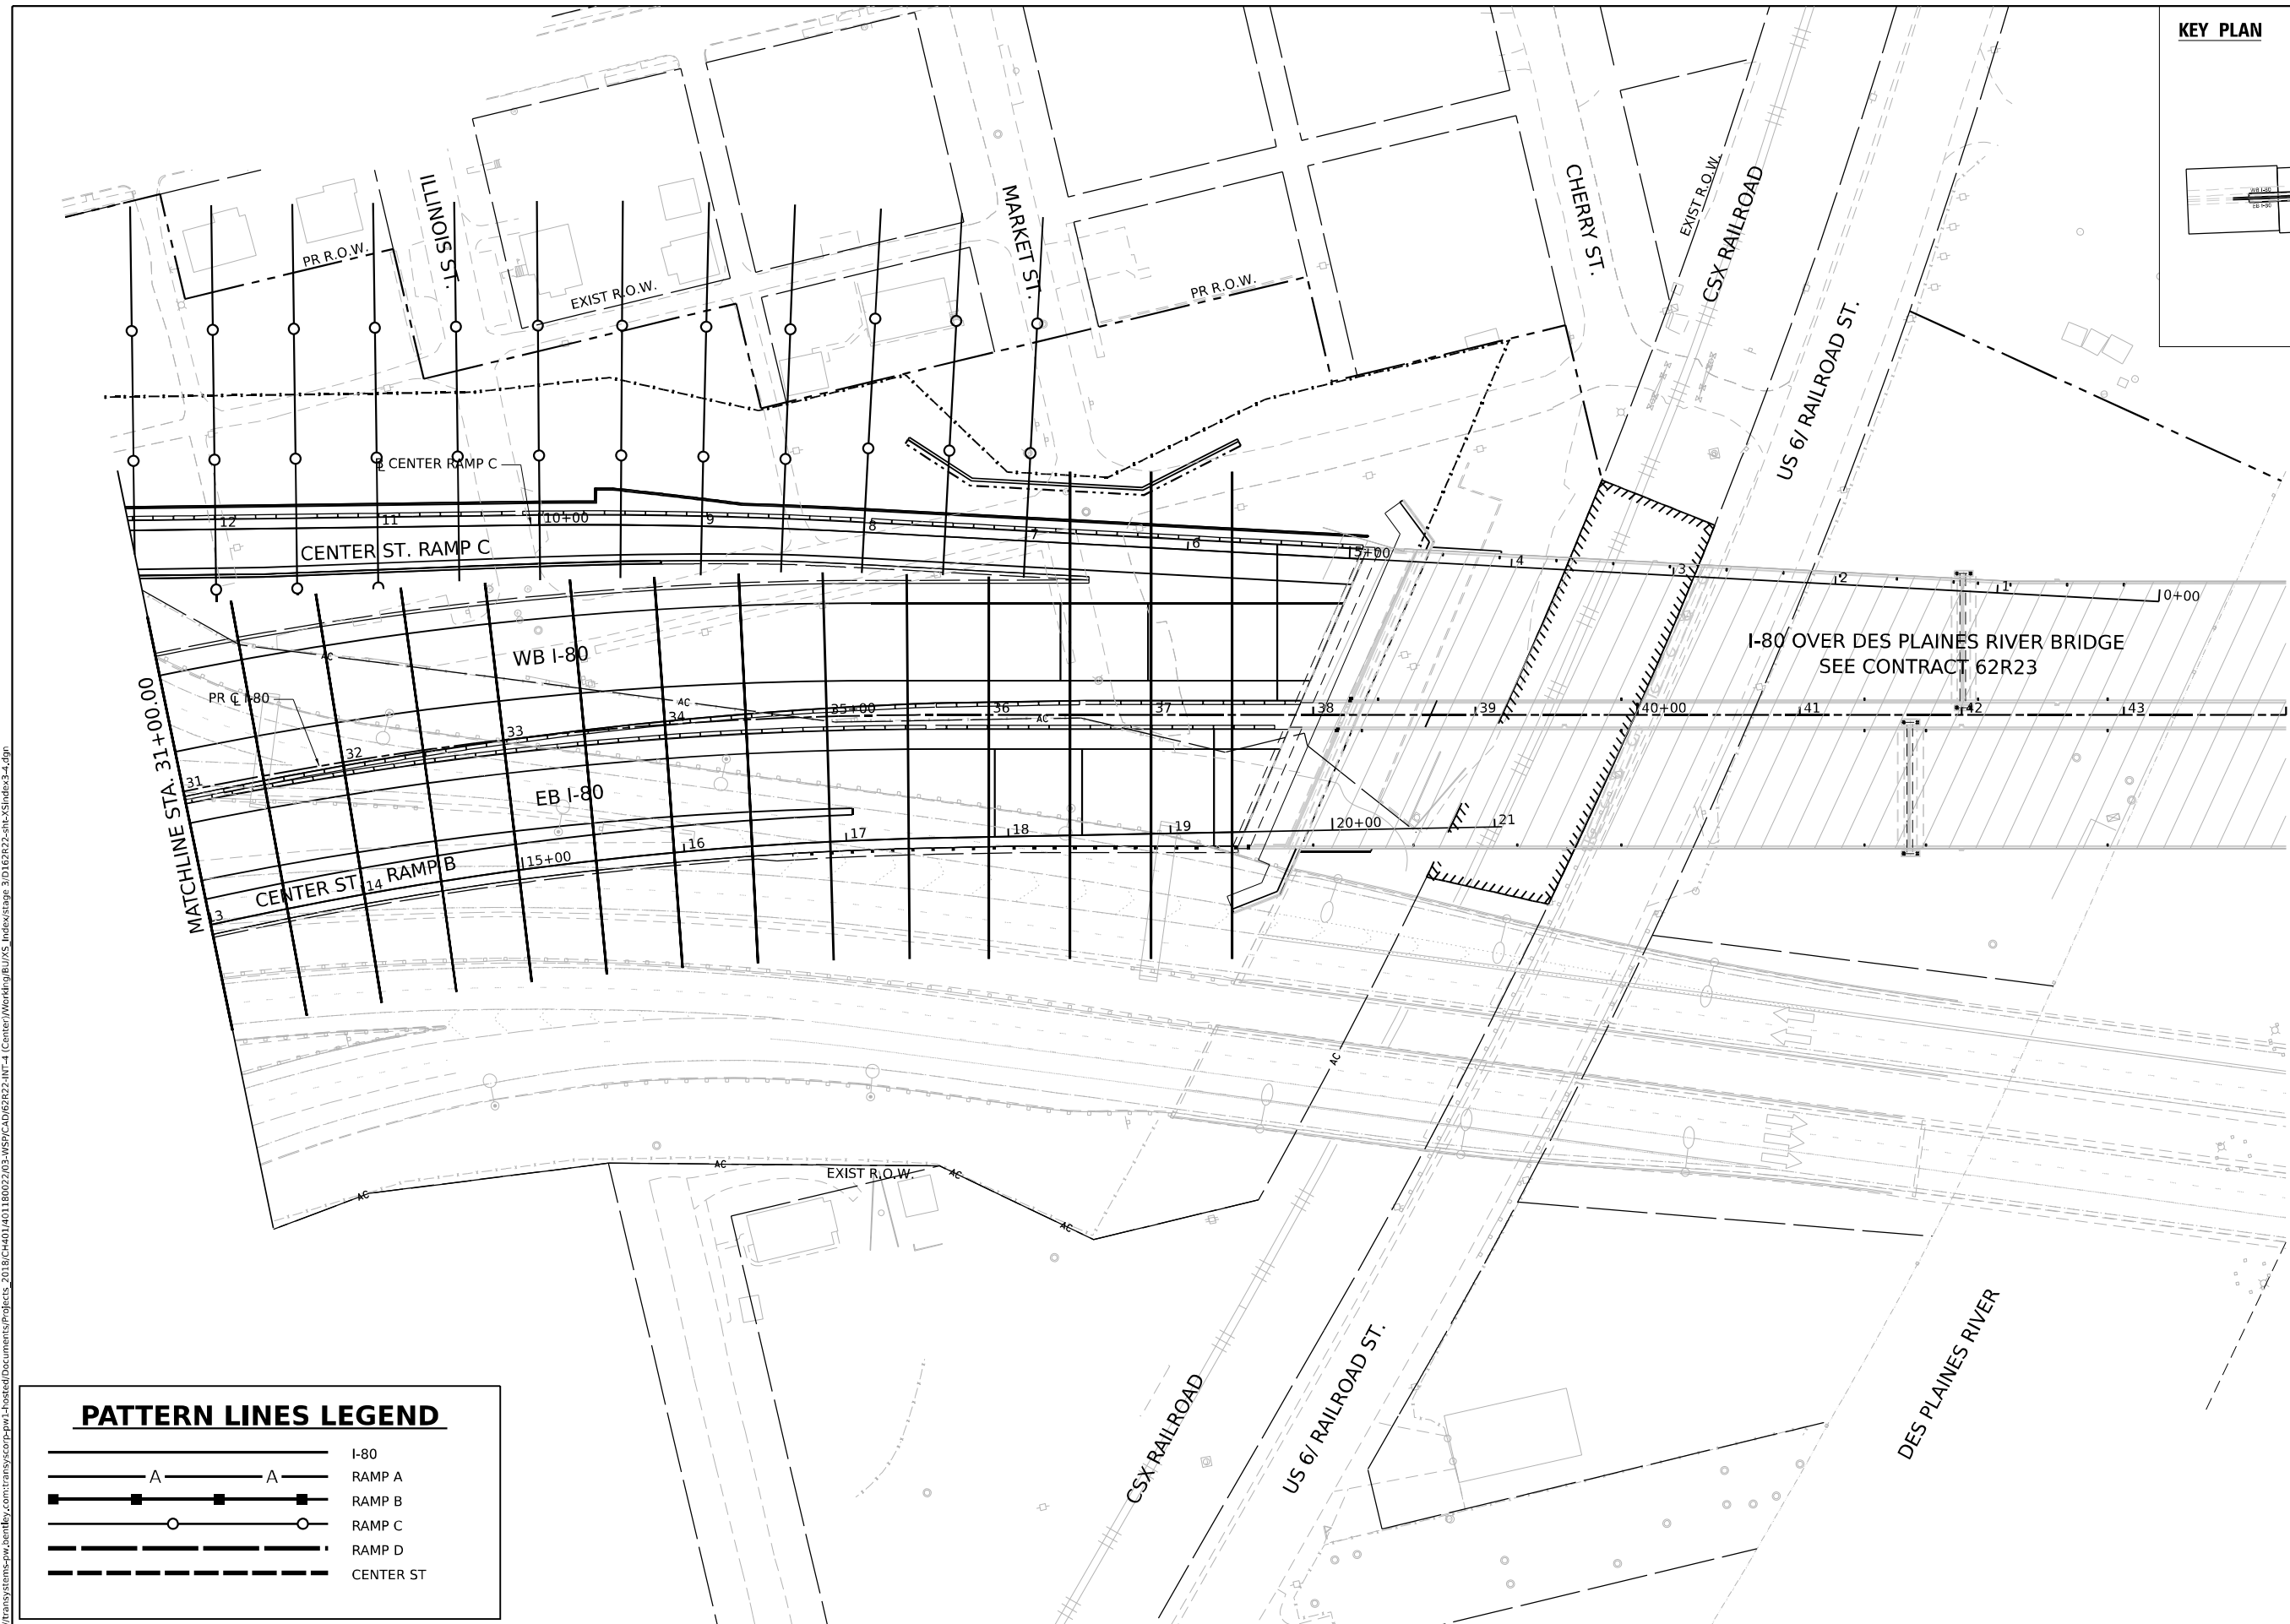 KEY PLAN
WB I-80
EB I-80
ILLINOIS ST.
MARKET ST.
CHERRY ST.
EXIST R.O.W.
CSX RAILROAD
US 6/ RAILROAD ST.
PR R.O.W.
EXIST R.O.W.
PR R.O.W.
℄ CENTER RAMP C
12
11
10+00
9
8
7
6
5+00
4
3
2
1
0+00
CENTER ST. RAMP C
I-80 OVER DES PLAINES RIVER BRIDGE
SEE CONTRACT 62R23
WB I-80
AC
AC
AC
PR ℄ I-80
31
32
33
34
35+00
36
37
38
39
40+00
41
42
43
MATCHLINE STA. 31+00.00
EB I-80
CENTER ST. RAMP B
3
14
15+00
16
17
18
19
20+00
21
AC
AC
AC
EXIST R.O.W.
AC
AC
CSX RAILROAD
US 6/ RAILROAD ST.
DES PLAINES RIVER
PATTERN LINES LEGEND
I-80
A A RAMP A
RAMP B
RAMP C
RAMP D
CENTER ST